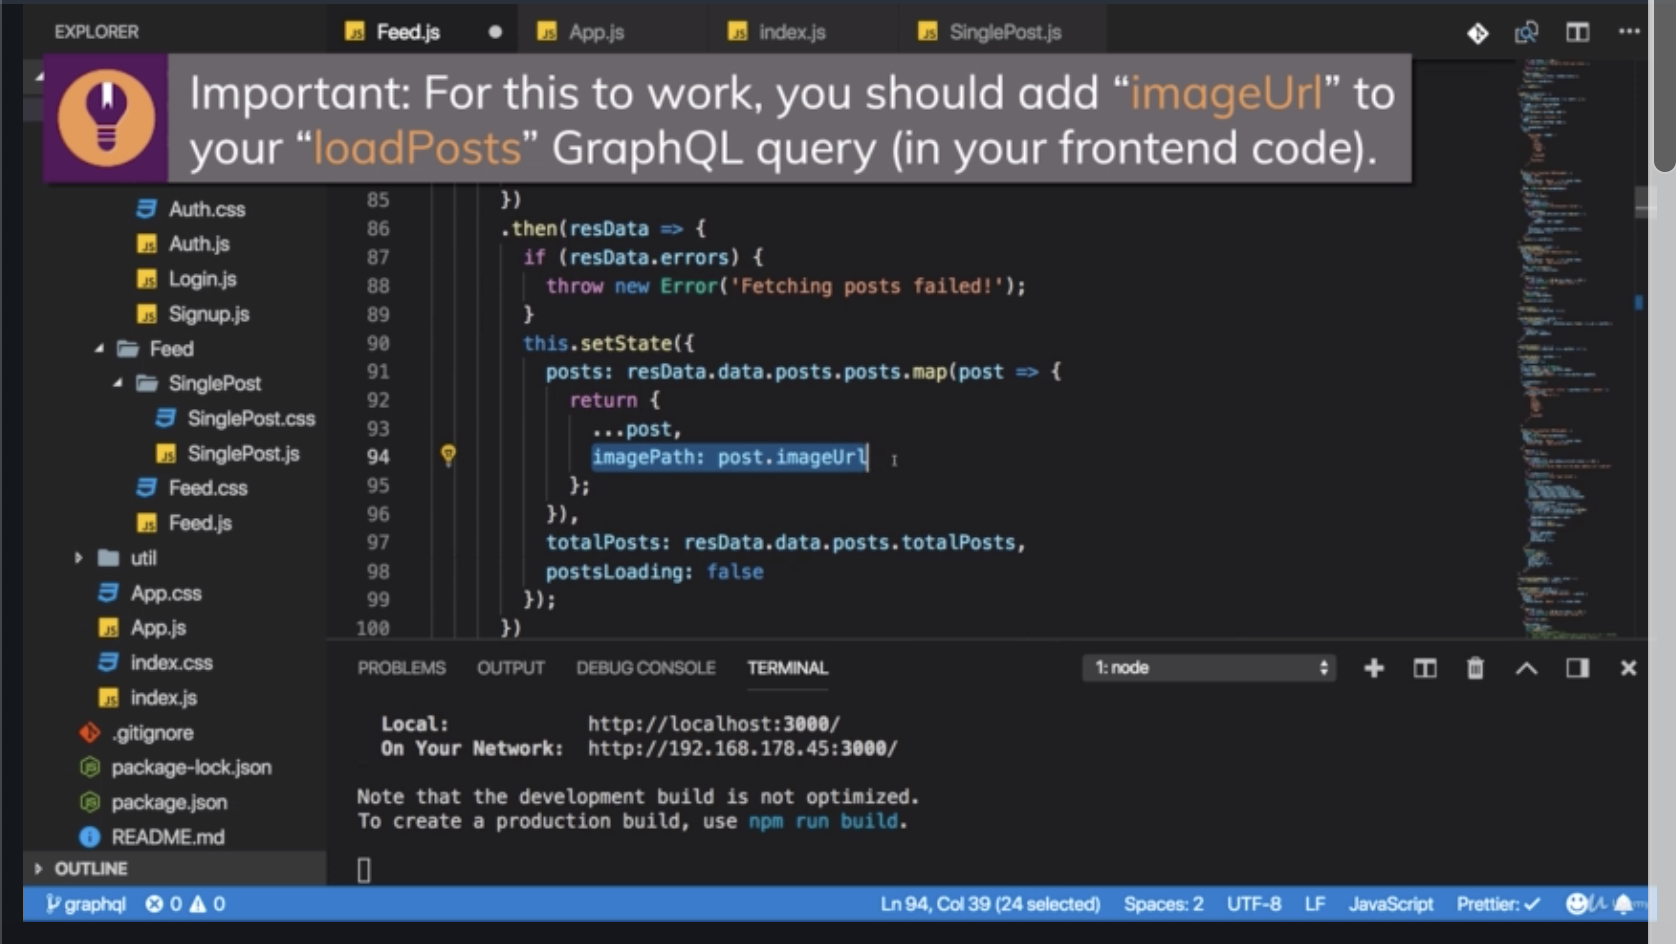 EXPLORER
Feed.js
App.js
index.js
SinglePost.js
Important: For this to work, you should add “imageUrl” to
your “loadPosts” GraphQL query (in your frontend code).
Auth.css
Auth.js
Login.js
Signup.js
Feed
SinglePost
SinglePost.css
SinglePost.js
Feed.css
Feed.js
util
App.css
App.js
index.css
index.js
.gitignore
package-lock.json
package.json
README.md
OUTLINE
85 })
86 .then(resData => {
87 if (resData.errors) {
88 throw new Error('Fetching posts failed!');
89 }
90 this.setState({
91 posts: resData.data.posts.posts.map(post => {
92 return {
93 ...post,
94 imagePath: post.imageUrl
95 };
96 }),
97 totalPosts: resData.data.posts.totalPosts,
98 postsLoading: false
99 });
100 })
PROBLEMS OUTPUT DEBUG CONSOLE TERMINAL 1: node
Local: http://localhost:3000/
On Your Network: http://192.168.178.45:3000/
Note that the development build is not optimized.
To create a production build, use npm run build.
graphql 0 0 Ln 94, Col 39 (24 selected) Spaces: 2 UTF-8 LF JavaScript Prettier: ✓